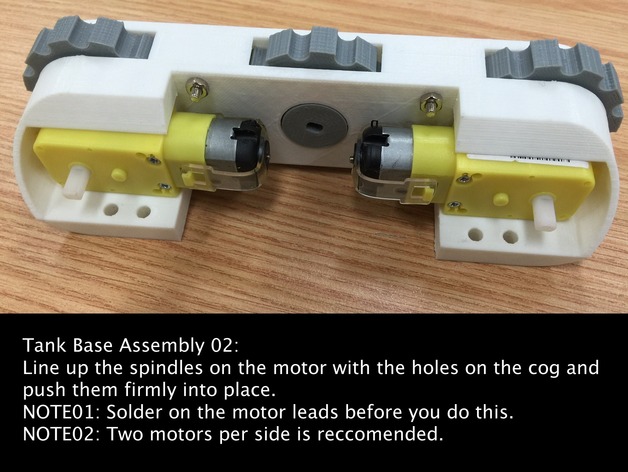 Tank Base Assembly 02:
Line up the spindles on the motor with the holes on the cog and
push them firmly into place.
NOTE01: Solder on the motor leads before you do this.
NOTE02: Two motors per side is reccomended.